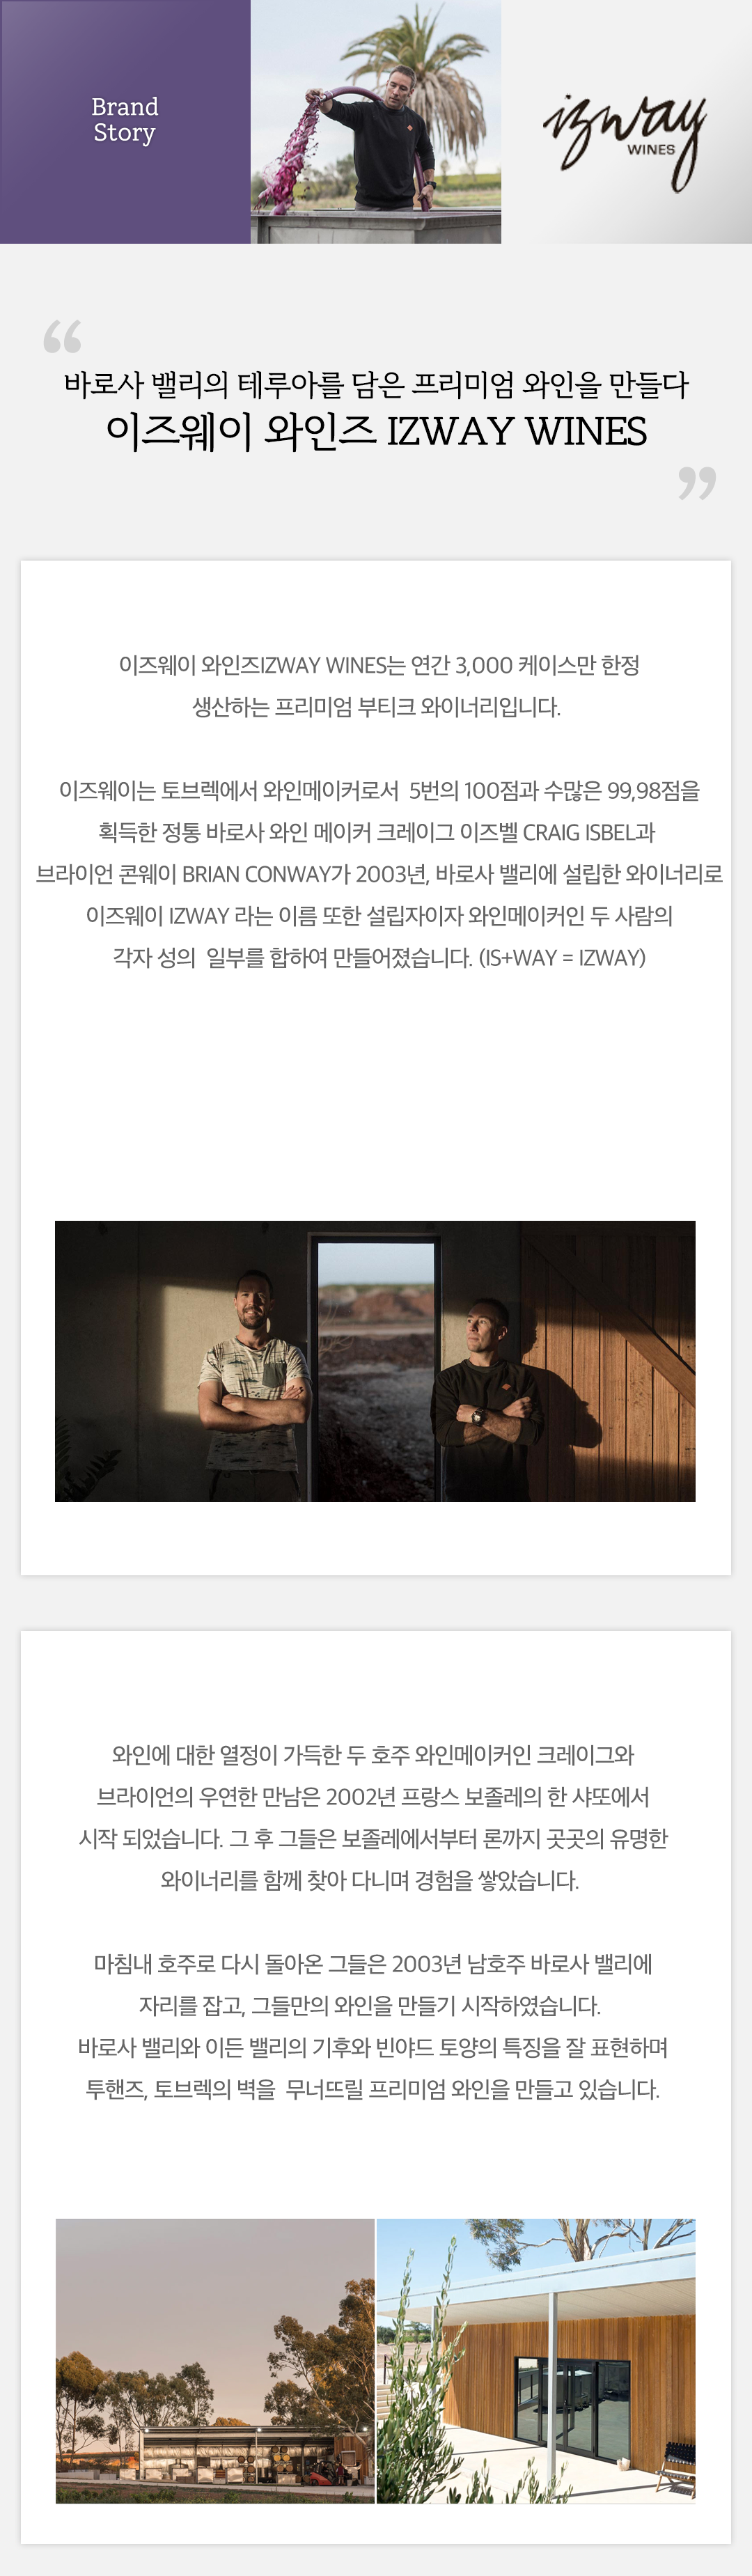 Brand
Story
izway
WINES
“
바로사 밸리의 테루아를 담은 프리미엄 와인을 만들다
이즈웨이 와인즈 IZWAY WINES
”
이즈웨이 와인즈IZWAY WINES는 연간 3,000 케이스만 한정
생산하는 프리미엄 부티크 와이너리입니다.
이즈웨이는 토브렉에서 와인메이커로서 5번의 100점과 수많은 99,98점을
획득한 정통 바로사 와인 메이커 크레이그 이즈벨 CRAIG ISBEL과
브라이언 콘웨이 BRIAN CONWAY가 2003년, 바로사 밸리에 설립한 와이너리로
이즈웨이 IZWAY 라는 이름 또한 설립자이자 와인메이커인 두 사람의
각자 성의 일부를 합하여 만들어졌습니다. (IS+WAY = IZWAY)
와인에 대한 열정이 가득한 두 호주 와인메이커인 크레이그와
브라이언의 우연한 만남은 2002년 프랑스 보졸레의 한 샤또에서
시작 되었습니다. 그 후 그들은 보졸레에서부터 론까지 곳곳의 유명한
와이너리를 함께 찾아 다니며 경험을 쌓았습니다.
마침내 호주로 다시 돌아온 그들은 2003년 남호주 바로사 밸리에
자리를 잡고, 그들만의 와인을 만들기 시작하였습니다.
바로사 밸리와 이든 밸리의 기후와 빈야드 토양의 특징을 잘 표현하며
투핸즈, 토브렉의 벽을 무너뜨릴 프리미엄 와인을 만들고 있습니다.